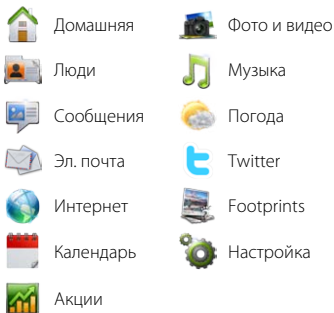 Домашняя
Люди
Сообщения
Эл. почта
Интернет
Календарь
Акции
Фото и видео
Музыка
Погода
Twitter
Footprints
Настройка